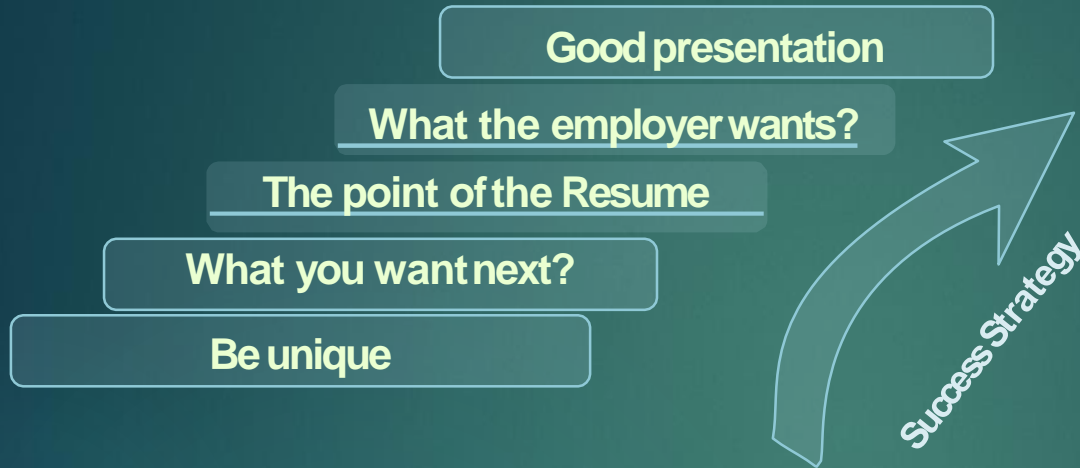 Good presentation
What the employer wants?
The point of the Resume
What you want next?
Be unique
Success Strategy